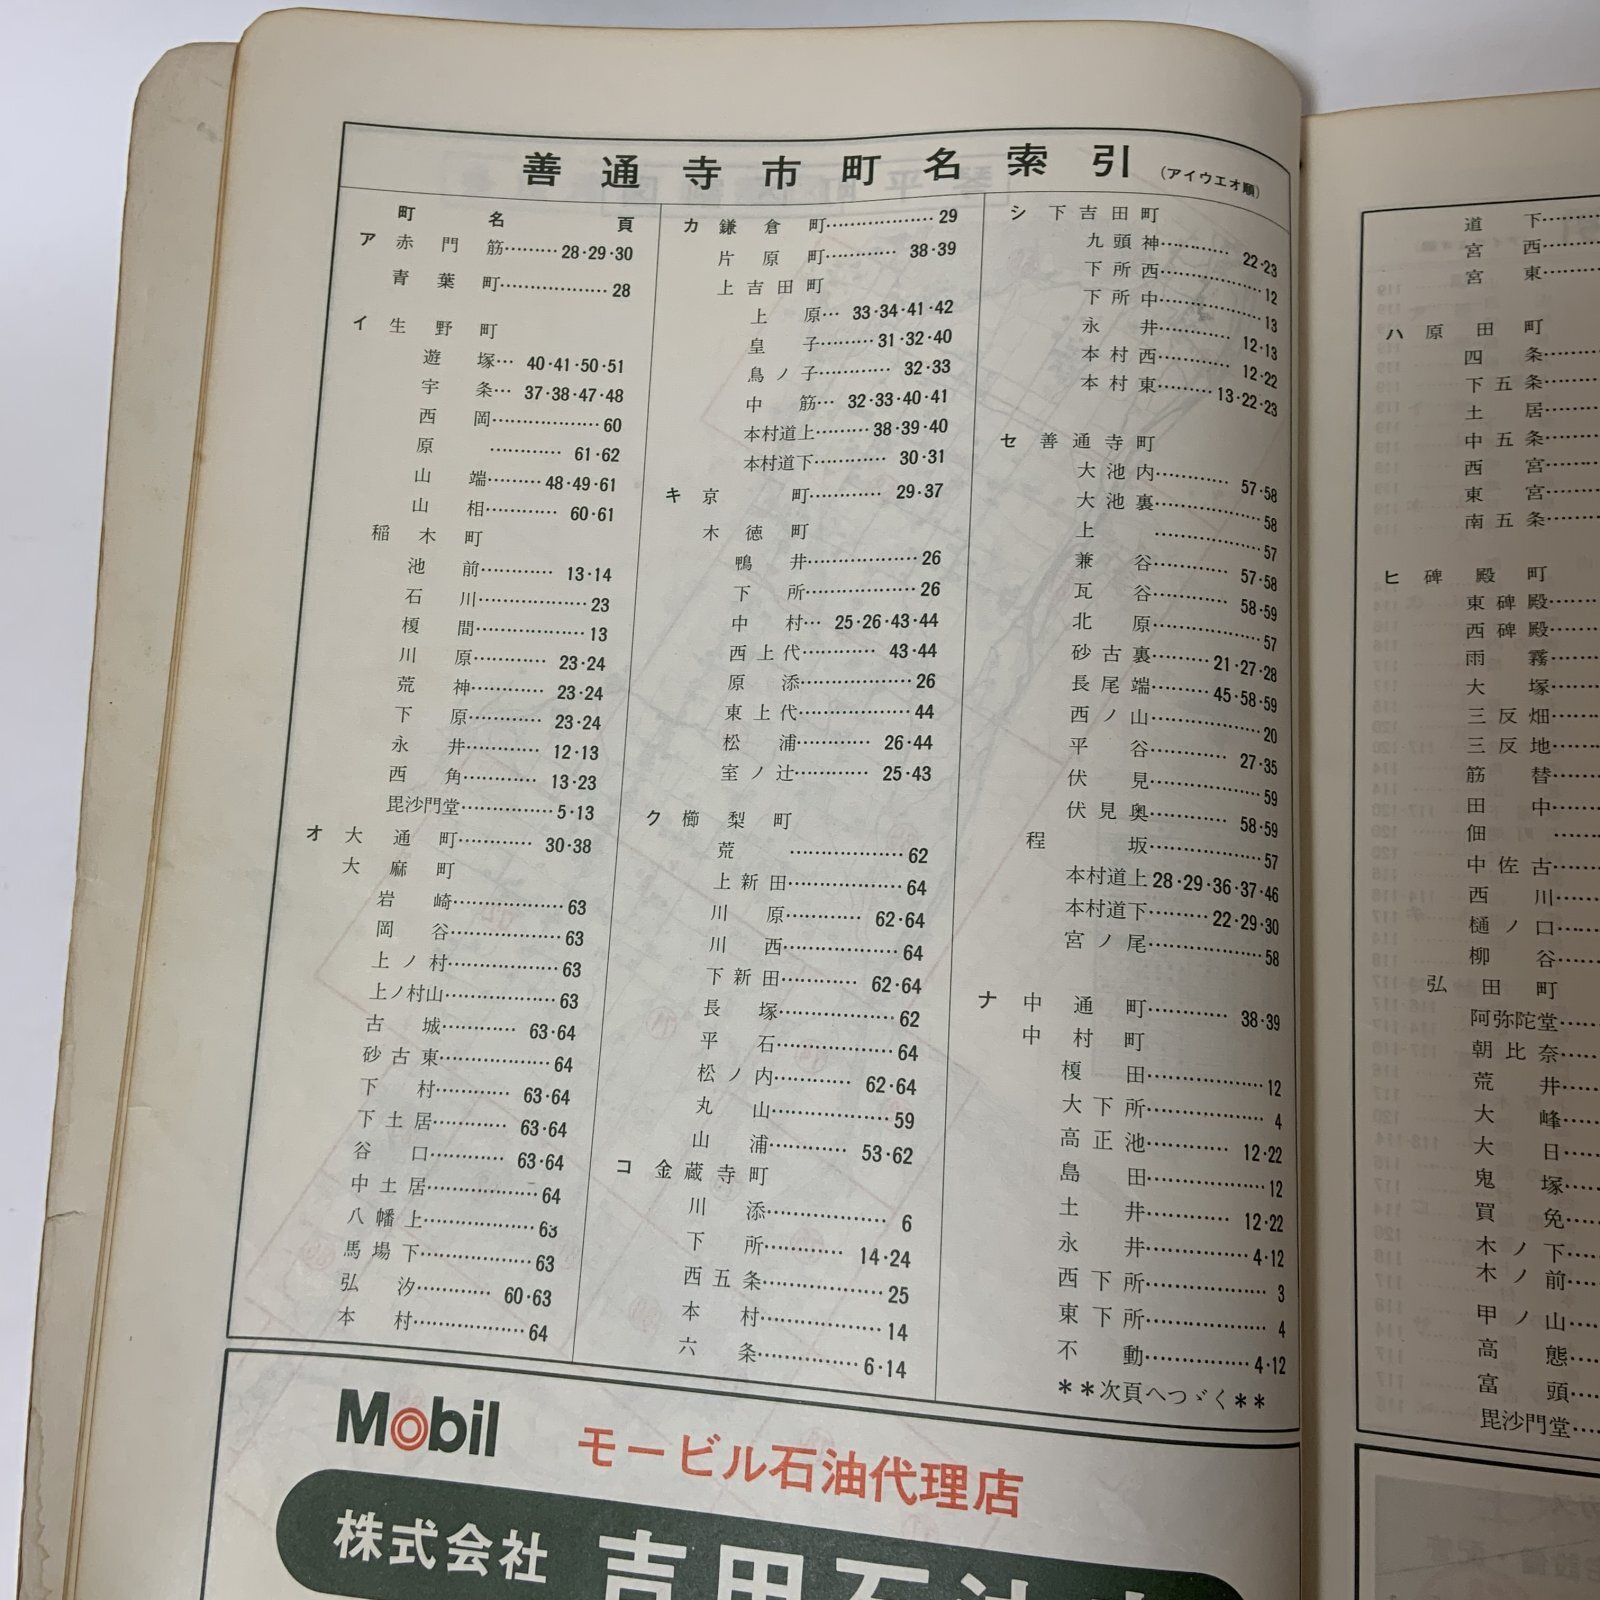 善通寺市町名索引(アイウエオ順)
町名 頁
ア 赤門筋………28·29·30
青葉町………………28
イ 生野町
遊塚… 40·41·50·51
宇条… 37·38·47·48
西岡………………60
原 ………… 61·62
山端………48·49·61
山相………… 60·61
稲木町
池前………… 13·14
石川………………23
榎間………………13
川原………… 23·24
荒神………… 23·24
下原………… 23·24
永井………… 12·13
西角………… 13·23
毘沙門堂……………5·13
オ 大通町………… 30·38
大麻町
岩崎………………63
岡谷………………63
上ノ村………………63
上ノ村山………………63
古城………… 63·64
砂古東………………64
下村………… 63·64
下土居………… 63·64
谷口………… 63·64
中土居………………64
八幡上………………63
馬場下………………63
弘汐………… 60·63
本村………………64
カ 鎌倉町……………… 29
片原町………… 38·39
上吉田町
上原… 33·34·41·42
皇子………31·32·40
鳥ノ子………… 32·33
中筋… 32·33·40·41
本村道上………38·39·40
本村道下………… 30·31
キ 京町………… 29·37
木徳町
鴨井………………26
下所………………26
中村… 25·26·43·44
西上代………… 43·44
原添………………26
東上代………………44
松浦………… 26·44
室ノ辻………… 25·43
ク 櫛梨町
荒 ………………62
上新田………………64
川原………… 62·64
川西………………64
下新田………… 62·64
長塚………………62
平石………………64
松ノ内………… 62·64
丸山………………59
山浦………… 53·62
コ 金蔵寺町
川添……………… 6
下所………… 14·24
西五条………………25
本村………………14
六条……………6·14
シ 下吉田町
九頭神………… 22·23
下所西………………12
下所中………………13
永井………… 12·13
本村西………… 12·22
本村東………13·22·23
セ 善通寺町
大池内………… 57·58
大池裏………………58
上 ………………57
兼谷………… 57·58
瓦谷………… 58·59
北原………………57
砂古裏………21·27·28
長尾端………45·58·59
西ノ山………………20
平谷………… 27·35
伏見………………59
伏見奥………… 58·59
程坂………………57
本村道上28·29·36·37·46
本村道下………22·29·30
宮ノ尾………………58
ナ 中通町………… 38·39
中村町
榎田………………12
大下所……………… 4
高正池………… 12·22
島田………………12
土井………… 12·22
永井……………4·12
西下所……………… 3
東下所……………… 4
不動……………4·12
**次頁へつゞく**
Mobil
モービル石油代理店
株式会社 吉田石油
道下……
宮西……
宮東……
ハ 原田町
四条……
下五条……
土居……
中五条……
西宮……
東宮……
南五条……
ヒ 碑殿町
東碑殿……
西碑殿……
雨霧……
大塚……
三反畑……
三反地……
筋替……
田中……
佃 ……
中佐古……
西川……
樋ノ口……
柳谷……
弘田町
阿弥陀堂……
朝比奈……
荒井……
大峰……
大日……
鬼塚……
買免……
木ノ下……
木ノ前……
甲ノ山……
高態……
富頭……
毘沙門堂……